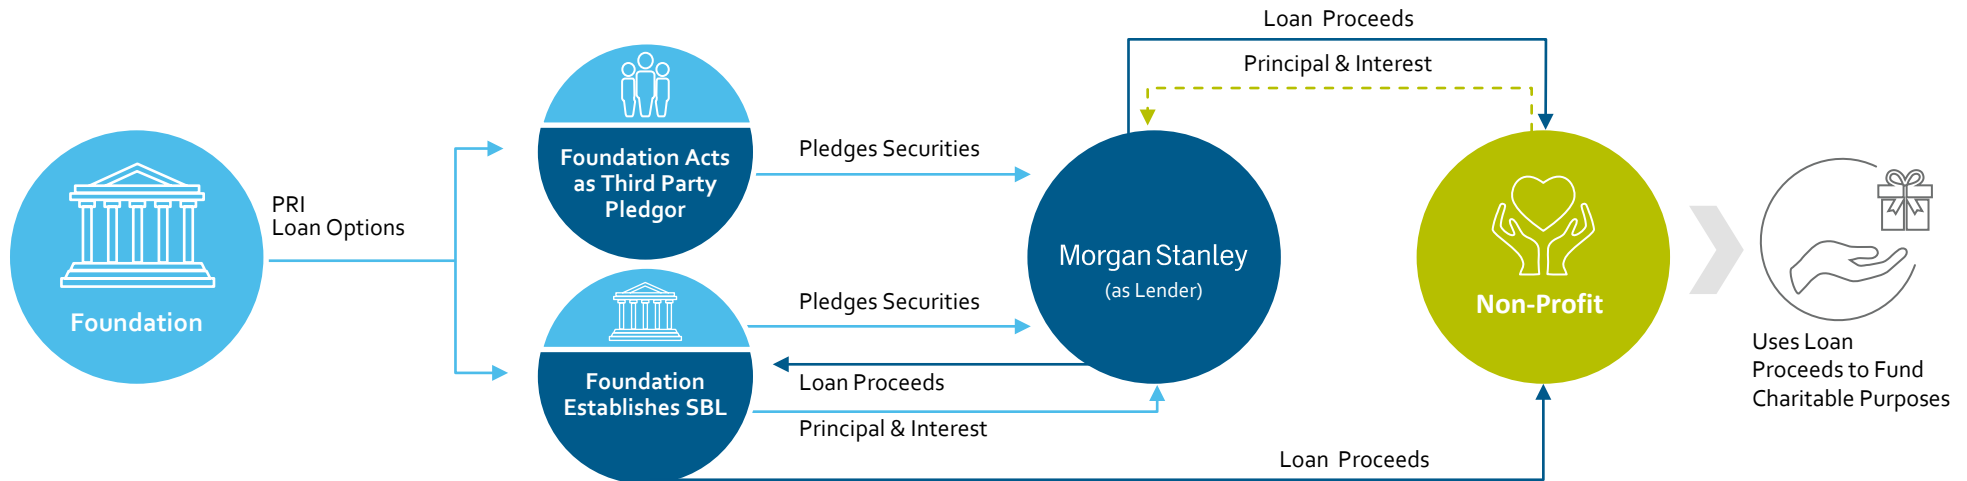 Foundation
PRI
Loan Options
Foundation Acts
as Third Party
Pledgor
Foundation
Establishes SBL
Pledges Securities
Pledges Securities
Loan Proceeds
Principal & Interest
Morgan Stanley
(as Lender)
Loan Proceeds
Principal & Interest
Loan Proceeds
Non-Profit
Uses Loan
Proceeds to Fund
Charitable Purposes